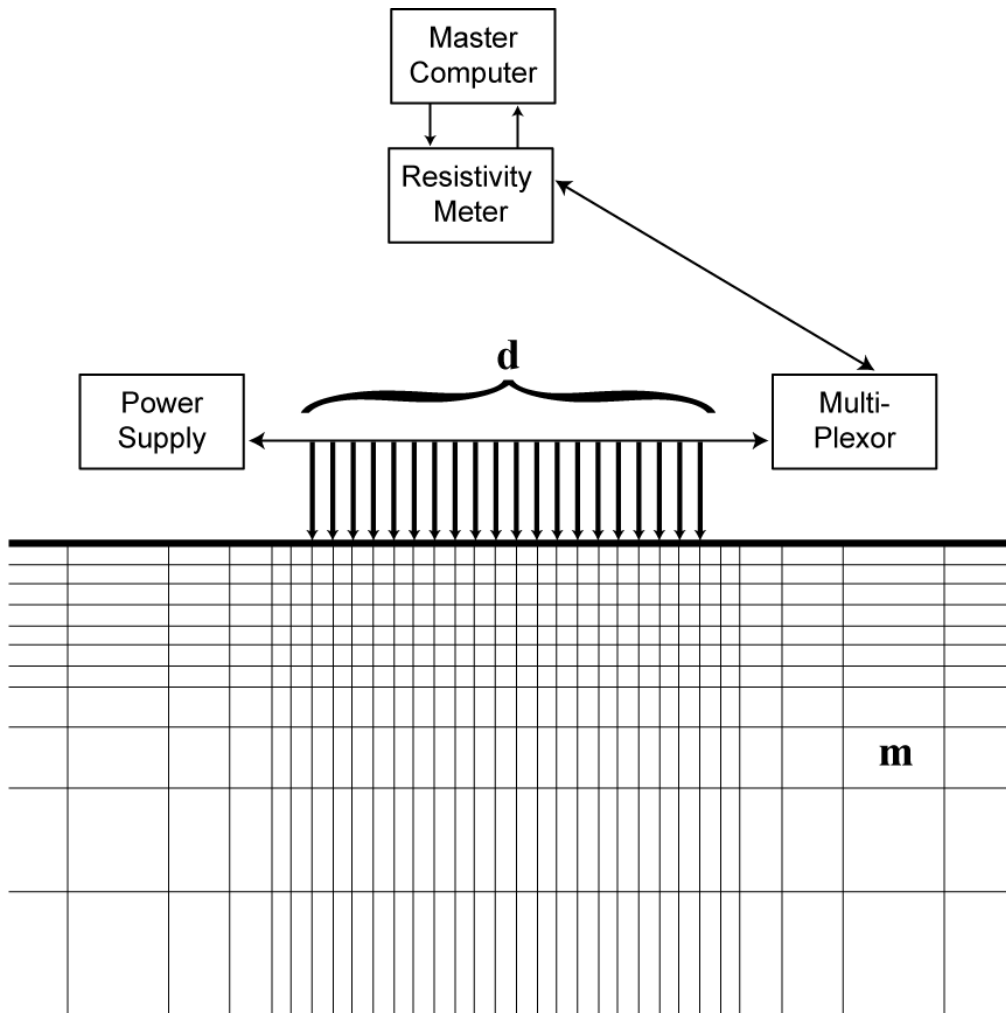 Master
Computer
Resistivity
Meter
d
Power
Supply
Multi-
Plexor
m